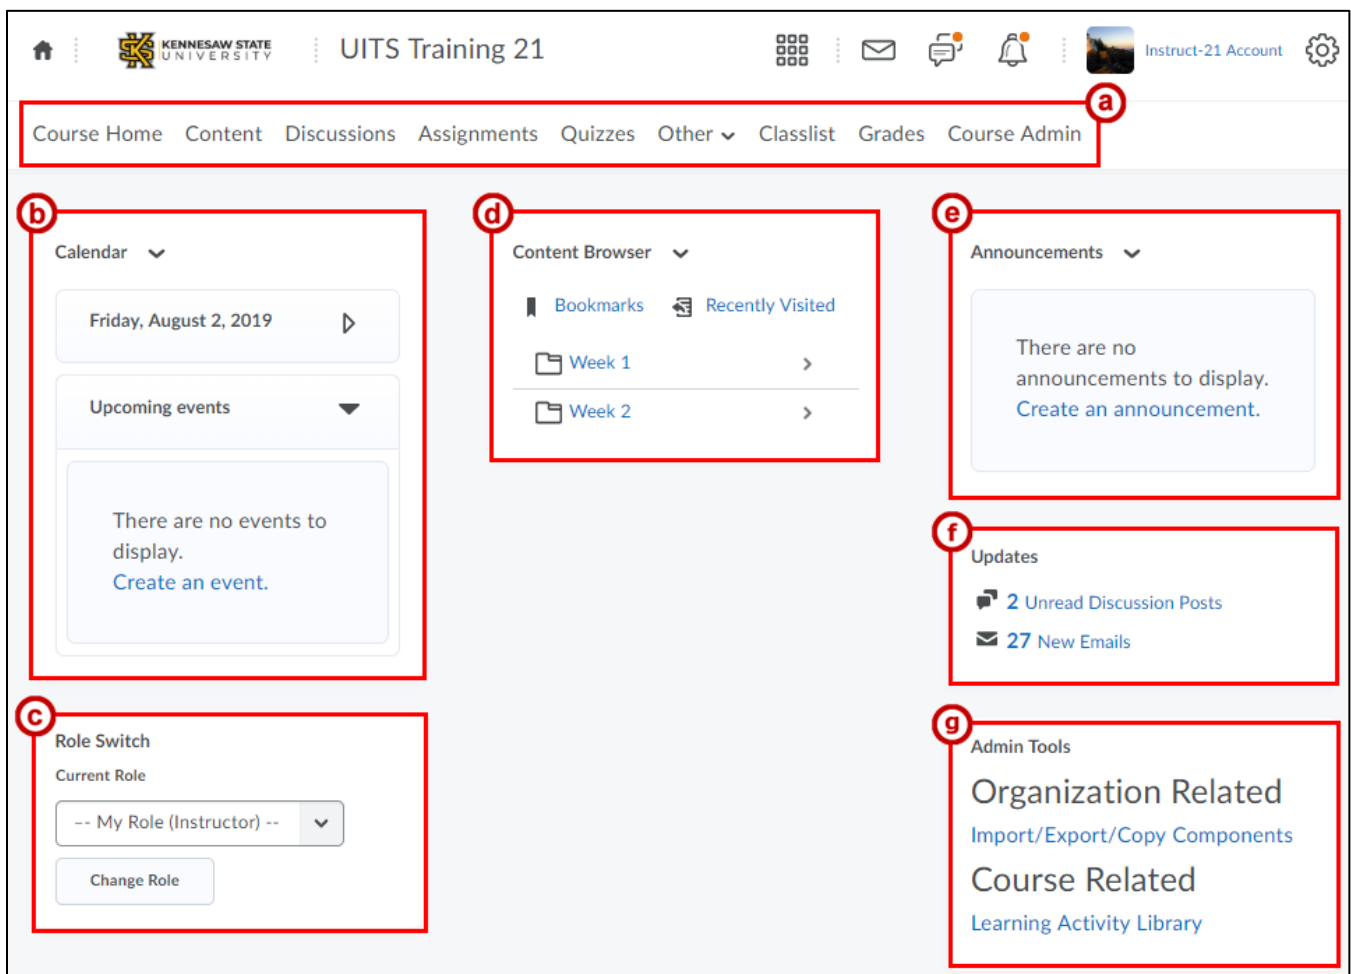 KENNESAW STATE
UNIVERSITY
UITS Training 21
Instruct-21 Account
a
Course Home Content Discussions Assignments Quizzes Other Classlist Grades Course Admin
b
Calendar
Friday, August 2, 2019
Upcoming events
There are no events to
display.
Create an event.
c
Role Switch
Current Role
-- My Role (Instructor) --
Change Role
d
Content Browser
Bookmarks Recently Visited
Week 1
Week 2
e
Announcements
There are no
announcements to display.
Create an announcement.
f
Updates
2 Unread Discussion Posts
27 New Emails
g
Admin Tools
Organization Related
Import/Export/Copy Components
Course Related
Learning Activity Library